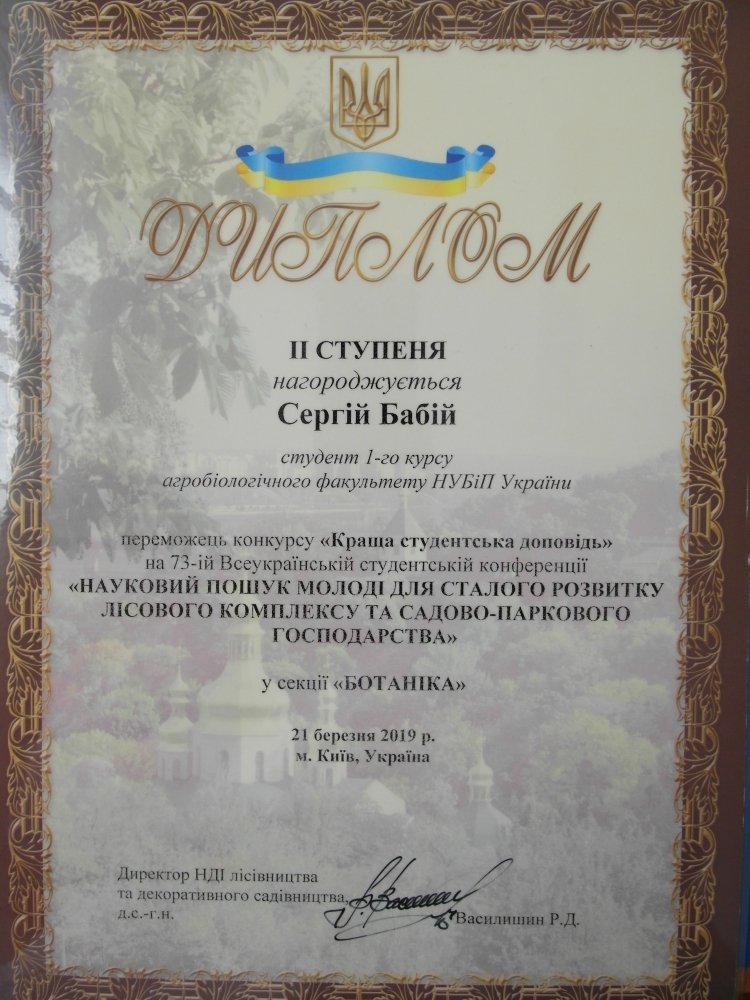 ДИПЛОМ
ІІ СТУПЕНЯ
нагороджується
Сергій Бабій
студент 1-го курсу
агробіологічного факультету НУБіП України
переможець конкурсу «Краща студентська доповідь»
на 73-ій Всеукраїнській студентській конференції
«НАУКОВИЙ ПОШУК МОЛОДІ ДЛЯ СТАЛОГО РОЗВИТКУ
ЛІСОВОГО КОМПЛЕКСУ ТА САДОВО-ПАРКОВОГО
ГОСПОДАРСТВА»
у секції «БОТАНІКА»
21 березня 2019 р.
м. Київ, Україна
Директор НДІ лісівництва
та декоративного садівництва,
д.с.-г.н.
Василишин Р.Д.